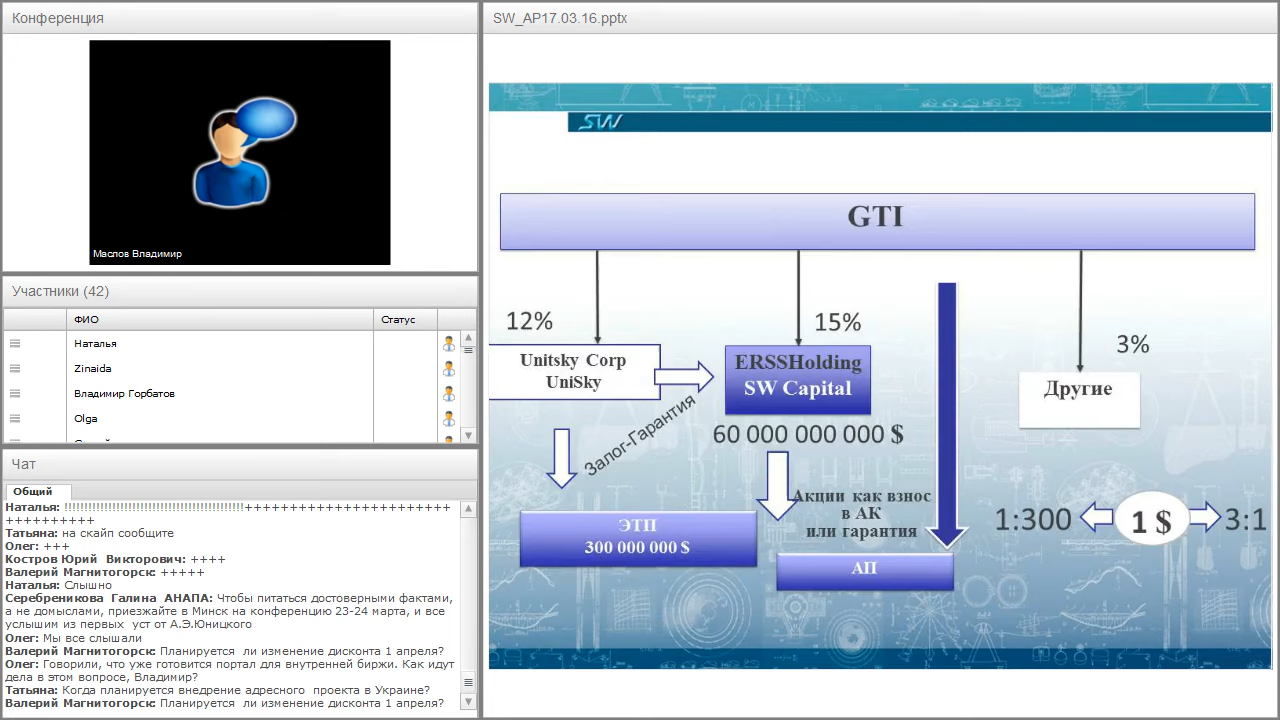 Конференция
Маслов Владимир
Участники (42)
ФИО
Статус
Наталья
Zinaida
Владимир Горбатов
Olga
Чат
Общий
Наталья: !!!!!!!!!!!!!!!!!!!!!!!!!!!!!!!!!!!!!!!!!!!!!!!!!!++++++++++++++++++++++++
+++++++++++
Татьяна: на скайп сообщите
Олег: +++
Костров Юрий Викторович: ++++
Валерий Магнитогорск: +++++
Наталья: Слышно
Серебреникова Галина АНАПА: Чтобы питаться достоверными фактами,
а не домыслами, приезжайте в Минск на конференцию 23-24 марта, и все
услышим из первых уст от А.Э.Юницкого
Олег: Мы все слышали
Валерий Магнитогорск: Планируется ли изменение дисконта 1 апреля?
Олег: Говорили, что уже готовится портал для внутренней биржи. Как идут
дела в этом вопросе, Владимир?
Татьяна: Когда планируется внедрение адресного проекта в Украине?
Валерий Магнитогорск: Планируется ли изменение дисконта 1 апреля?
SW_AP17.03.16.pptx
SW
GTI
12%
15%
3%
Unitsky Corp
UniSky
ERSSHolding
SW Capital
Другие
Залог-Гарантия
60 000 000 000 $
Акции как взнос
в АК
или гарантия
1:300
1 $
3:1
ЭТП
300 000 000 $
АП